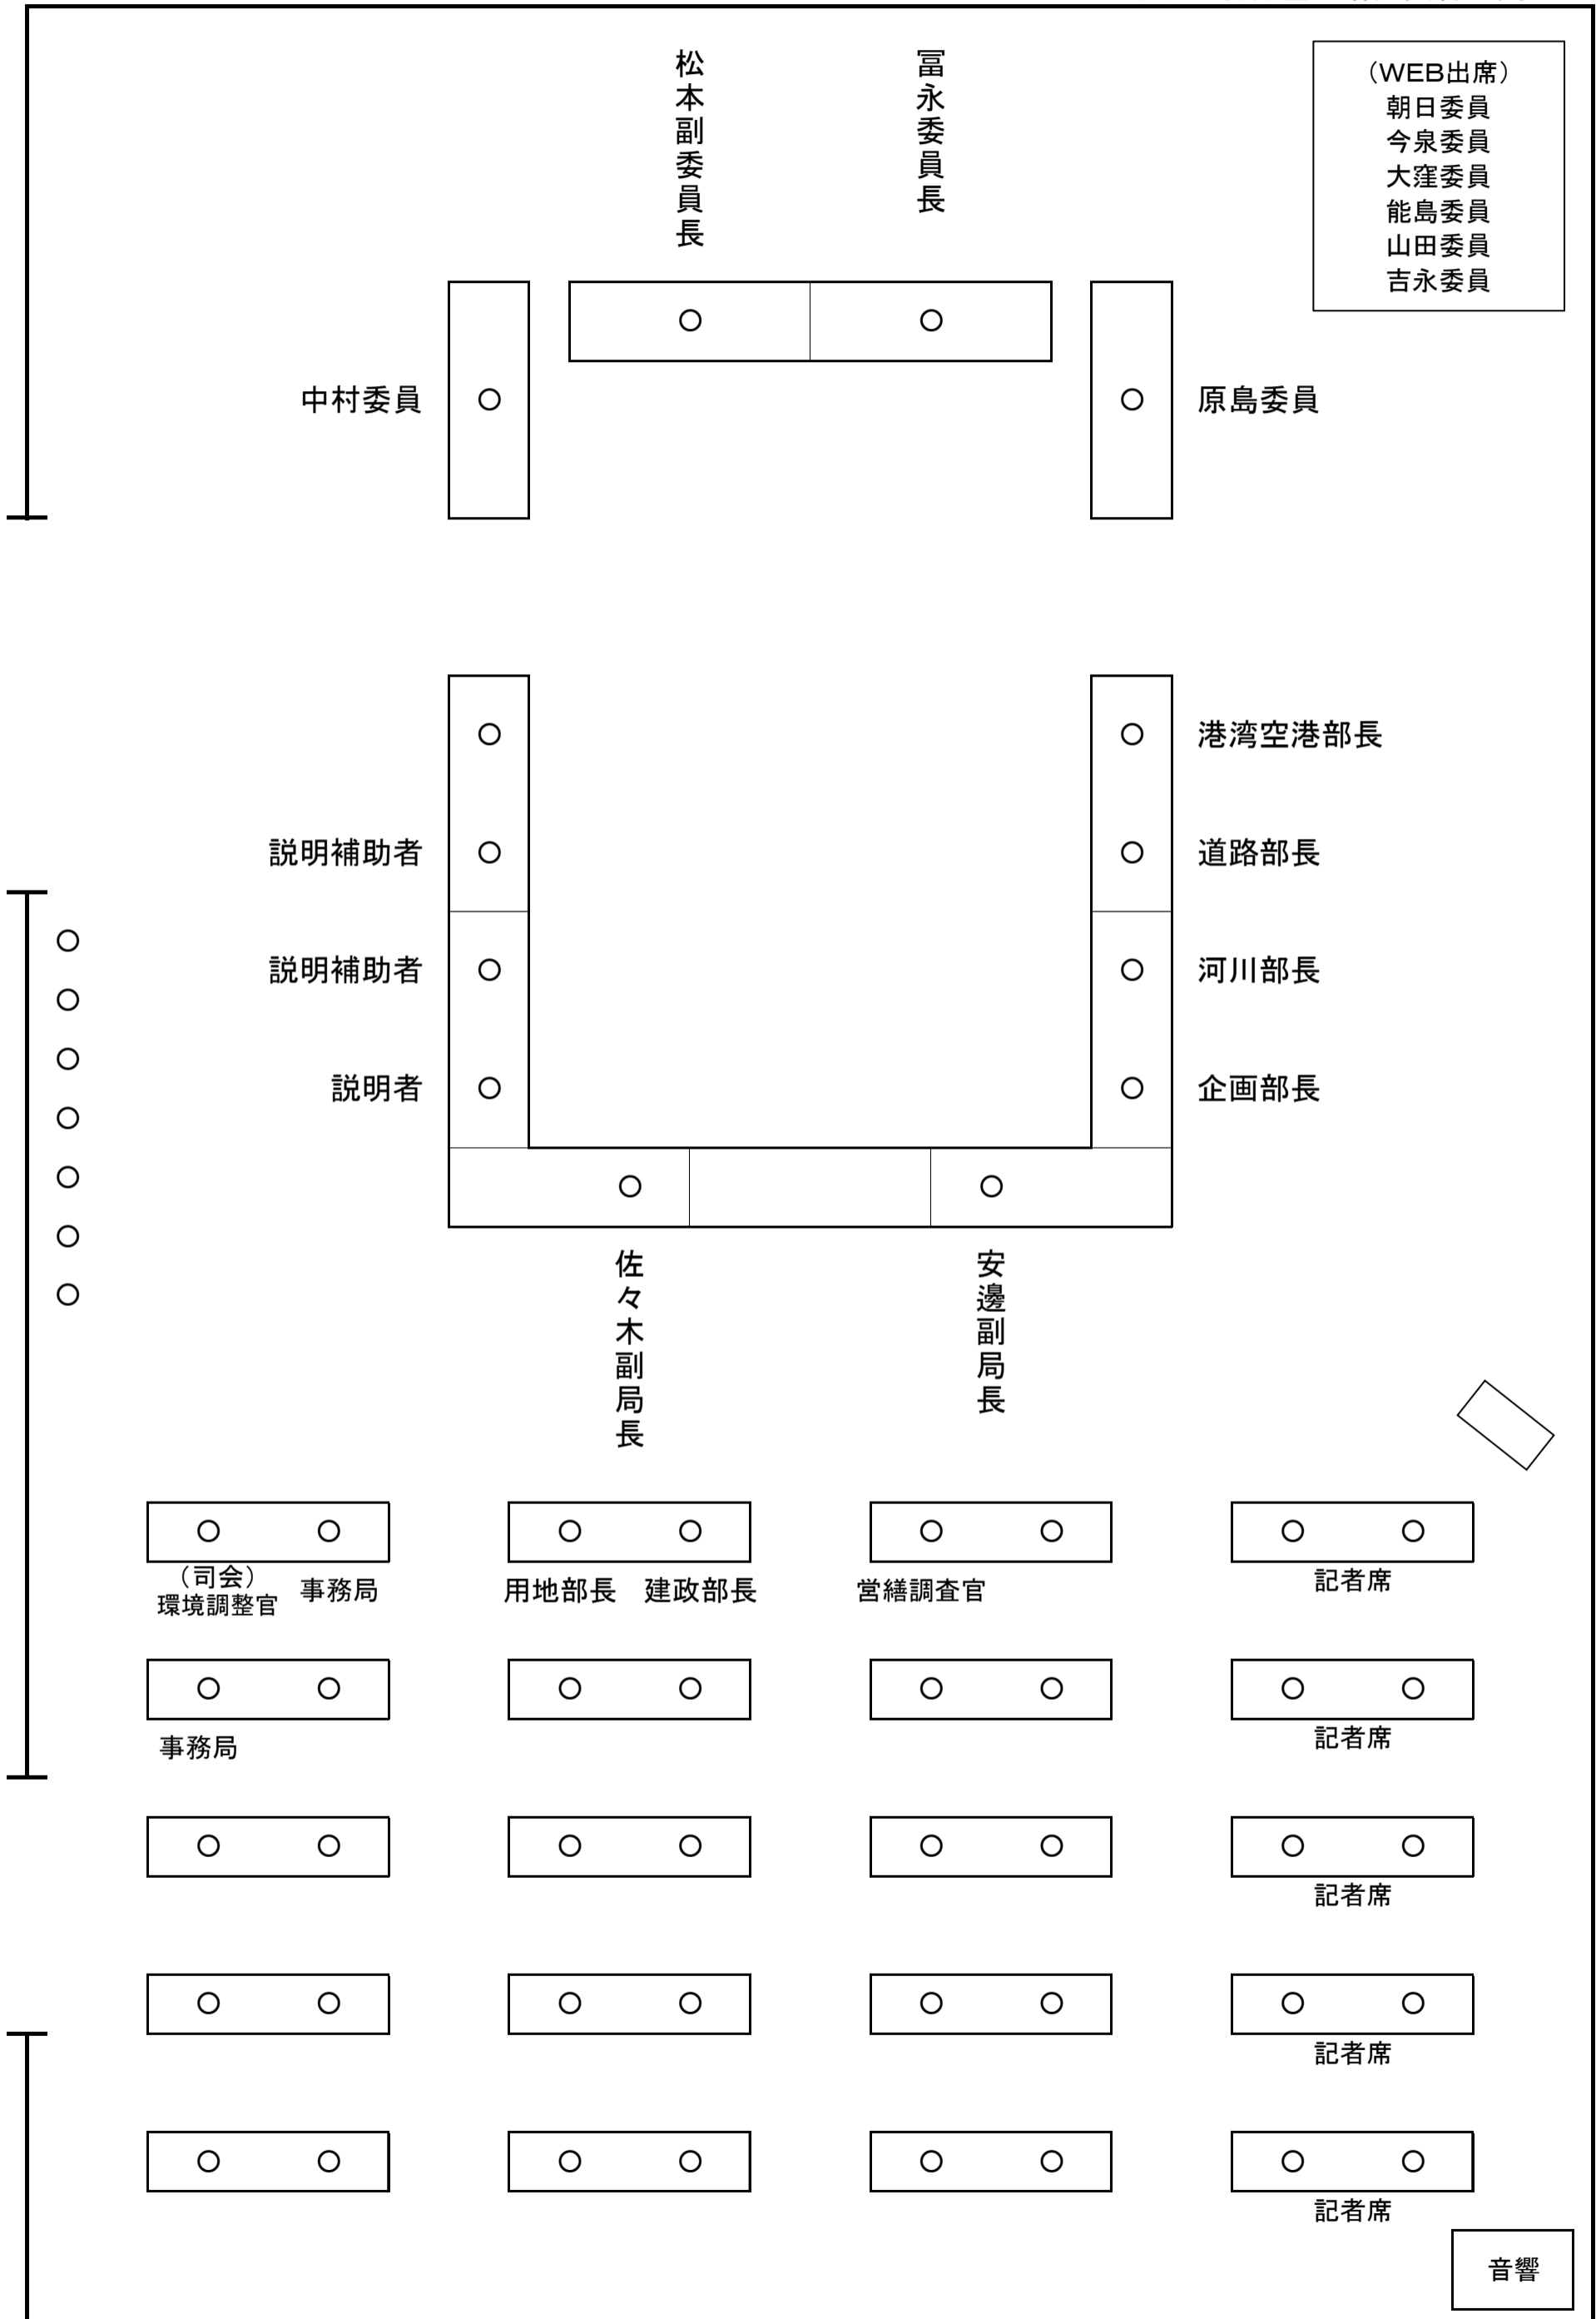 松本副委員長
冨永委員長
（WEB出席）
朝日委員
今泉委員
大窪委員
能島委員
山田委員
吉永委員
中村委員
原島委員
港湾空港部長
説明補助者
道路部長
説明補助者
河川部長
説明者
企画部長
佐々木副局長
安邊副局長
（司会）
環境調整官
事務局
用地部長
建政部長
営繕調査官
記者席
事務局
記者席
記者席
記者席
記者席
音響